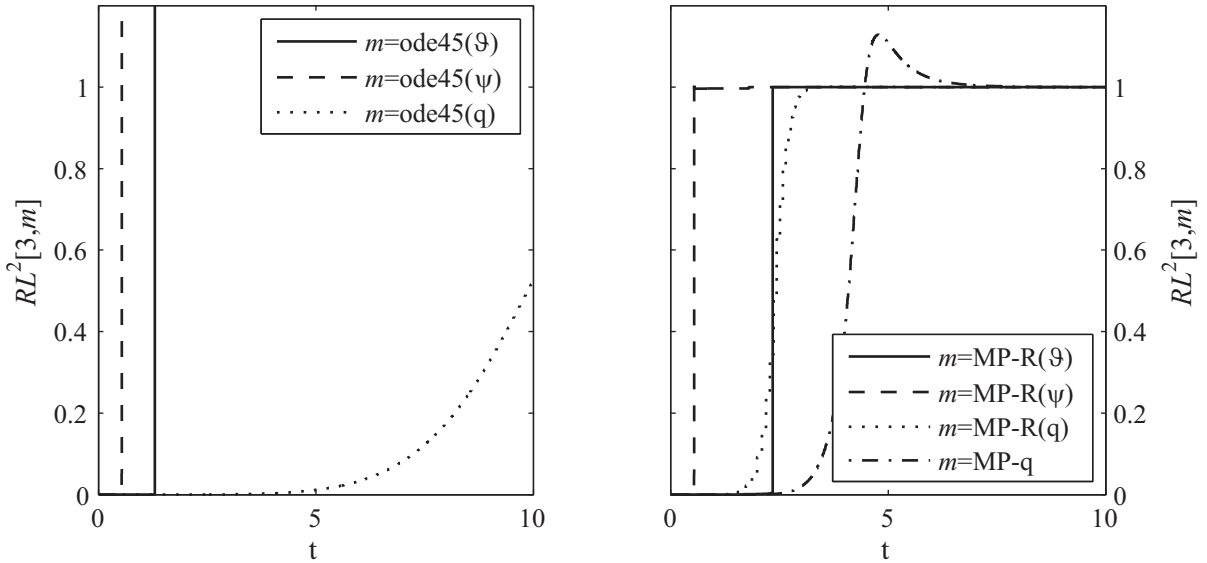 RL²[3,m]
1
0.8
0.6
0.4
0.2
0
m=ode45(ϑ)
m=ode45(ψ)
m=ode45(q)
0 5 10
t
1
0.8
0.6
0.4
0.2
0
RL²[3,m]
m=MP-R(ϑ)
m=MP-R(ψ)
m=MP-R(q)
m=MP-q
0 5 10
t